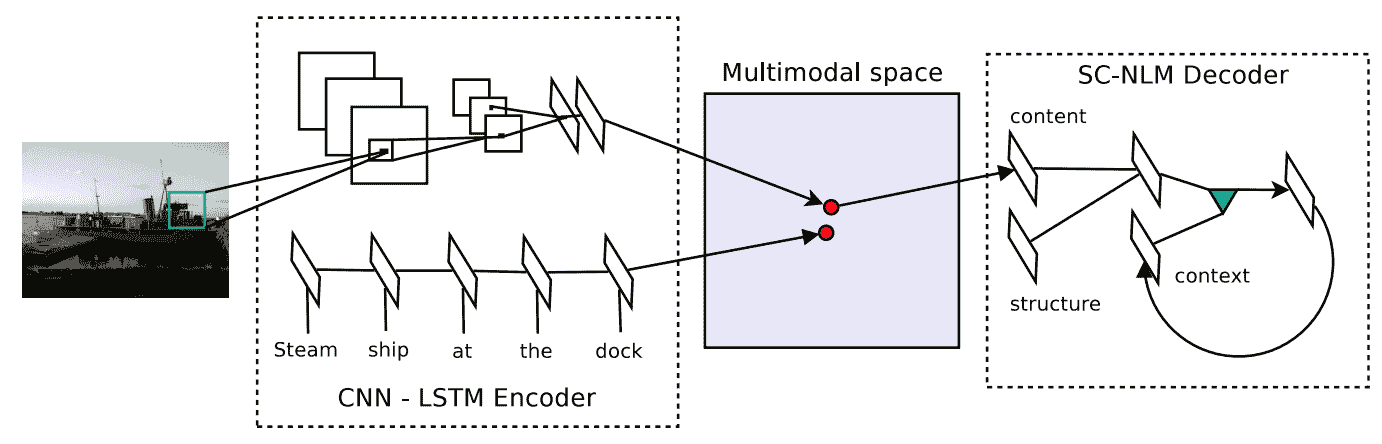 Multimodal space
SC-NLM Decoder
content
structure
context
Steam ship at the dock
CNN - LSTM Encoder